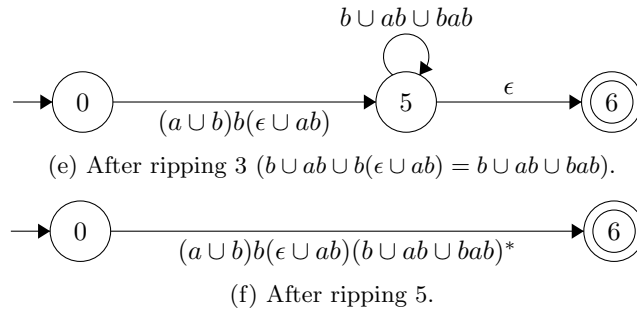 b ∪ ab ∪ bab
0
5
ϵ
6
(a ∪ b)b(ϵ ∪ ab)
(e) After ripping 3 (b ∪ ab ∪ b(ϵ ∪ ab) = b ∪ ab ∪ bab).
0
6
(a ∪ b)b(ϵ ∪ ab)(b ∪ ab ∪ bab)*
(f) After ripping 5.